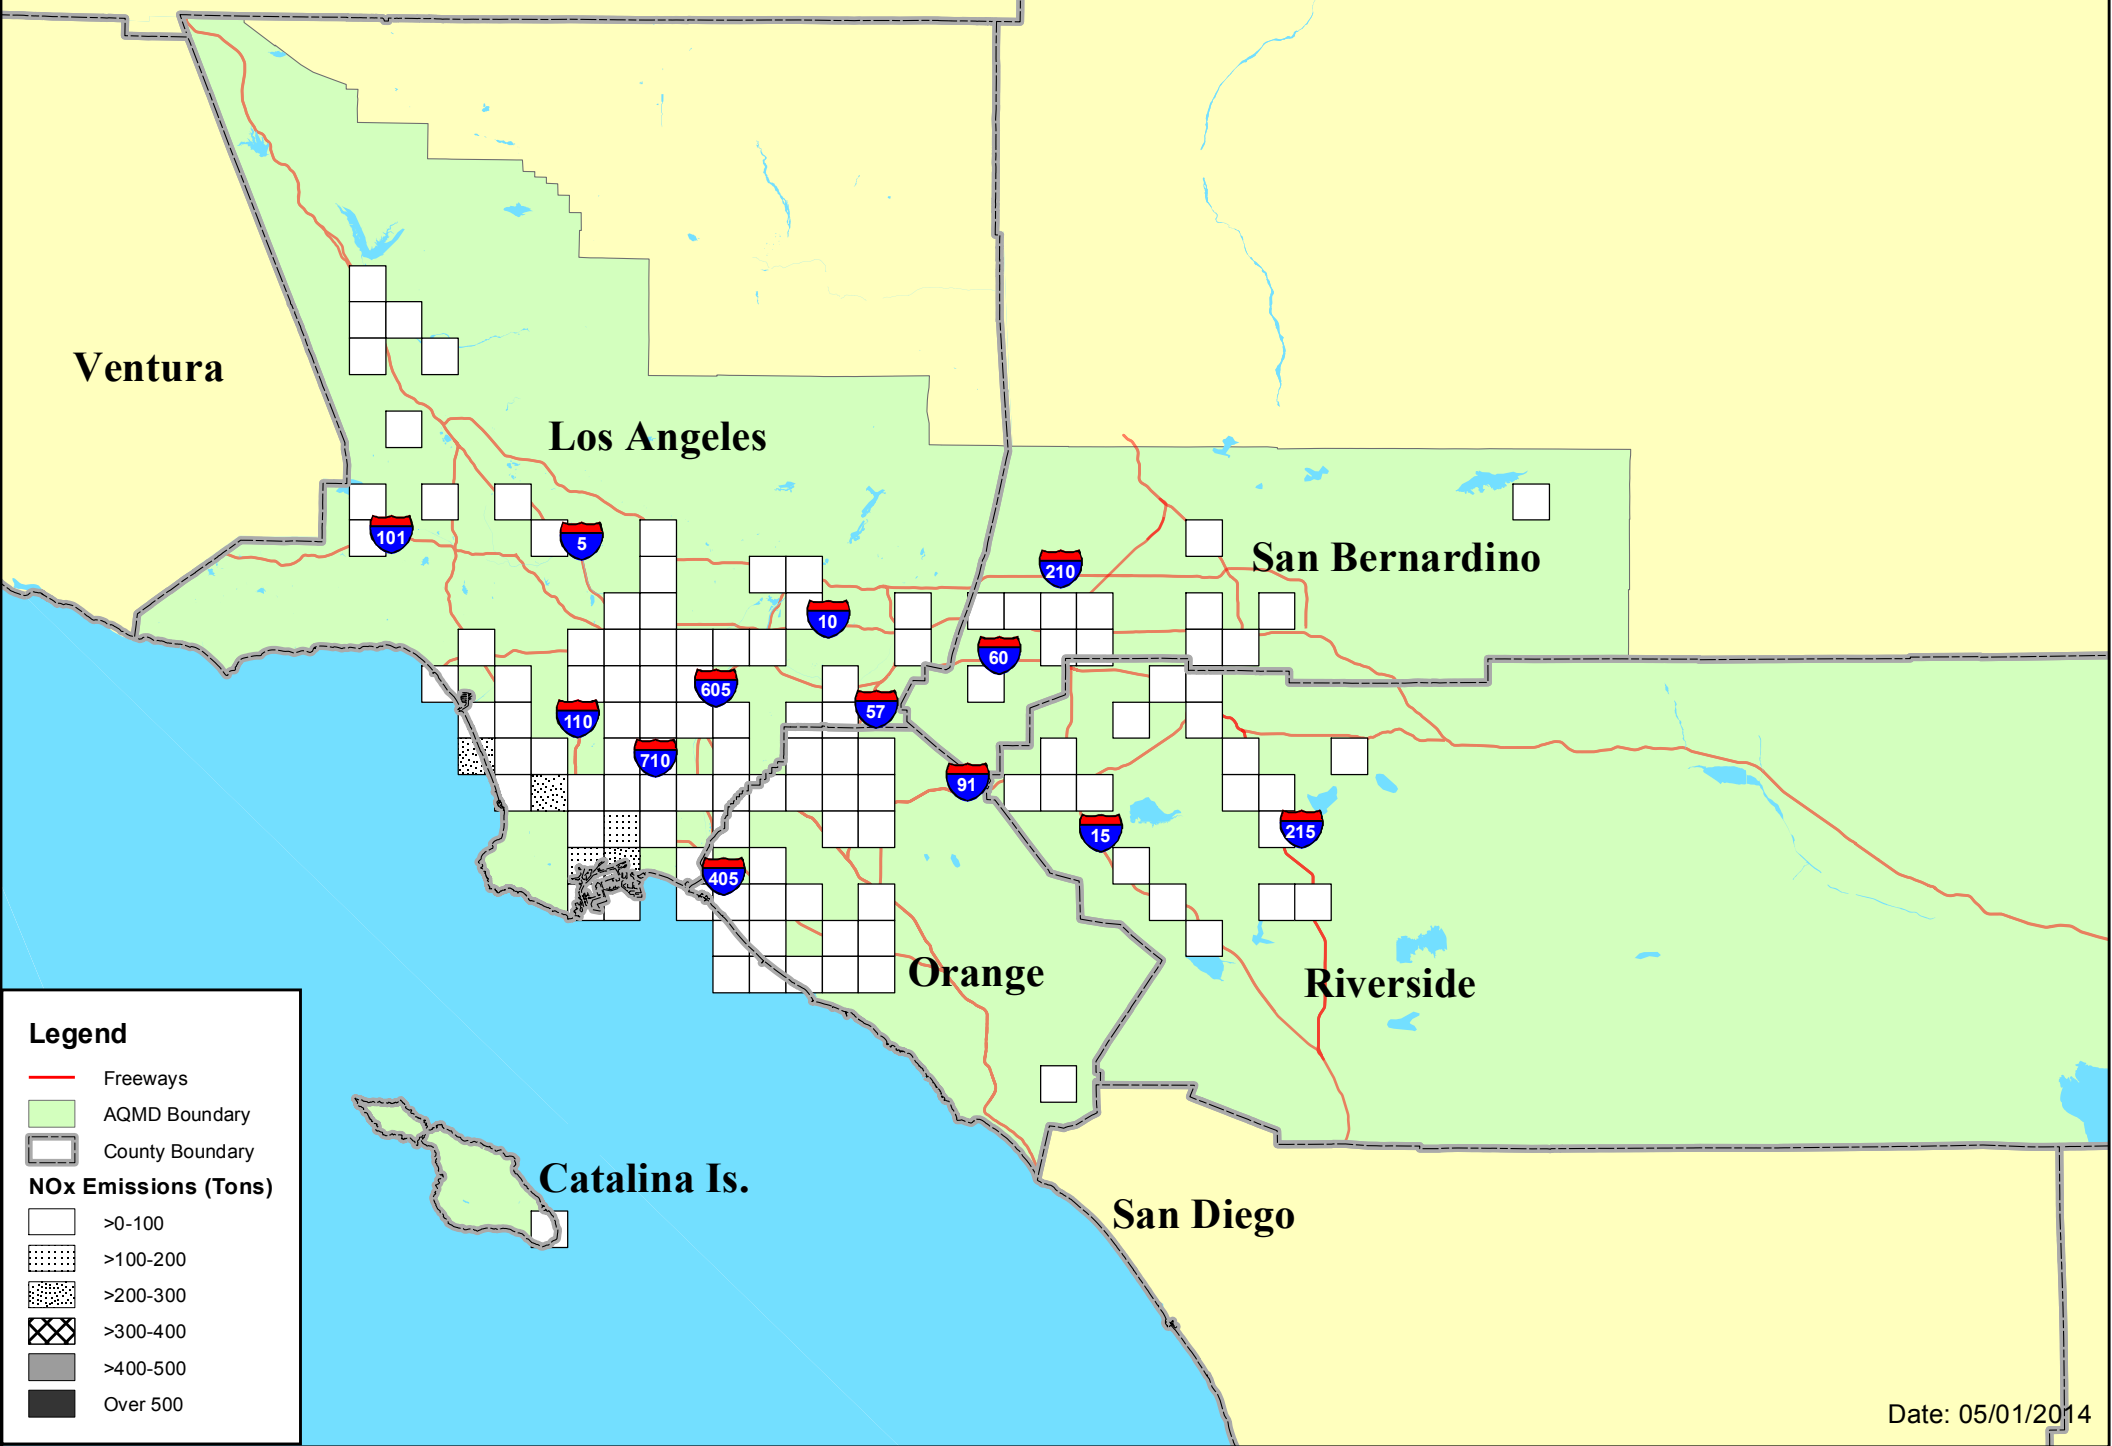 Ventura
Los Angeles
101
5
210
San Bernardino
10
60
605
110
57
710
91
15
215
405
Orange
Riverside
Catalina Is.
San Diego
Legend
Freeways
AQMD Boundary
County Boundary
NOx Emissions (Tons)
>0-100
>100-200
>200-300
>300-400
>400-500
Over 500
Date: 05/01/2014